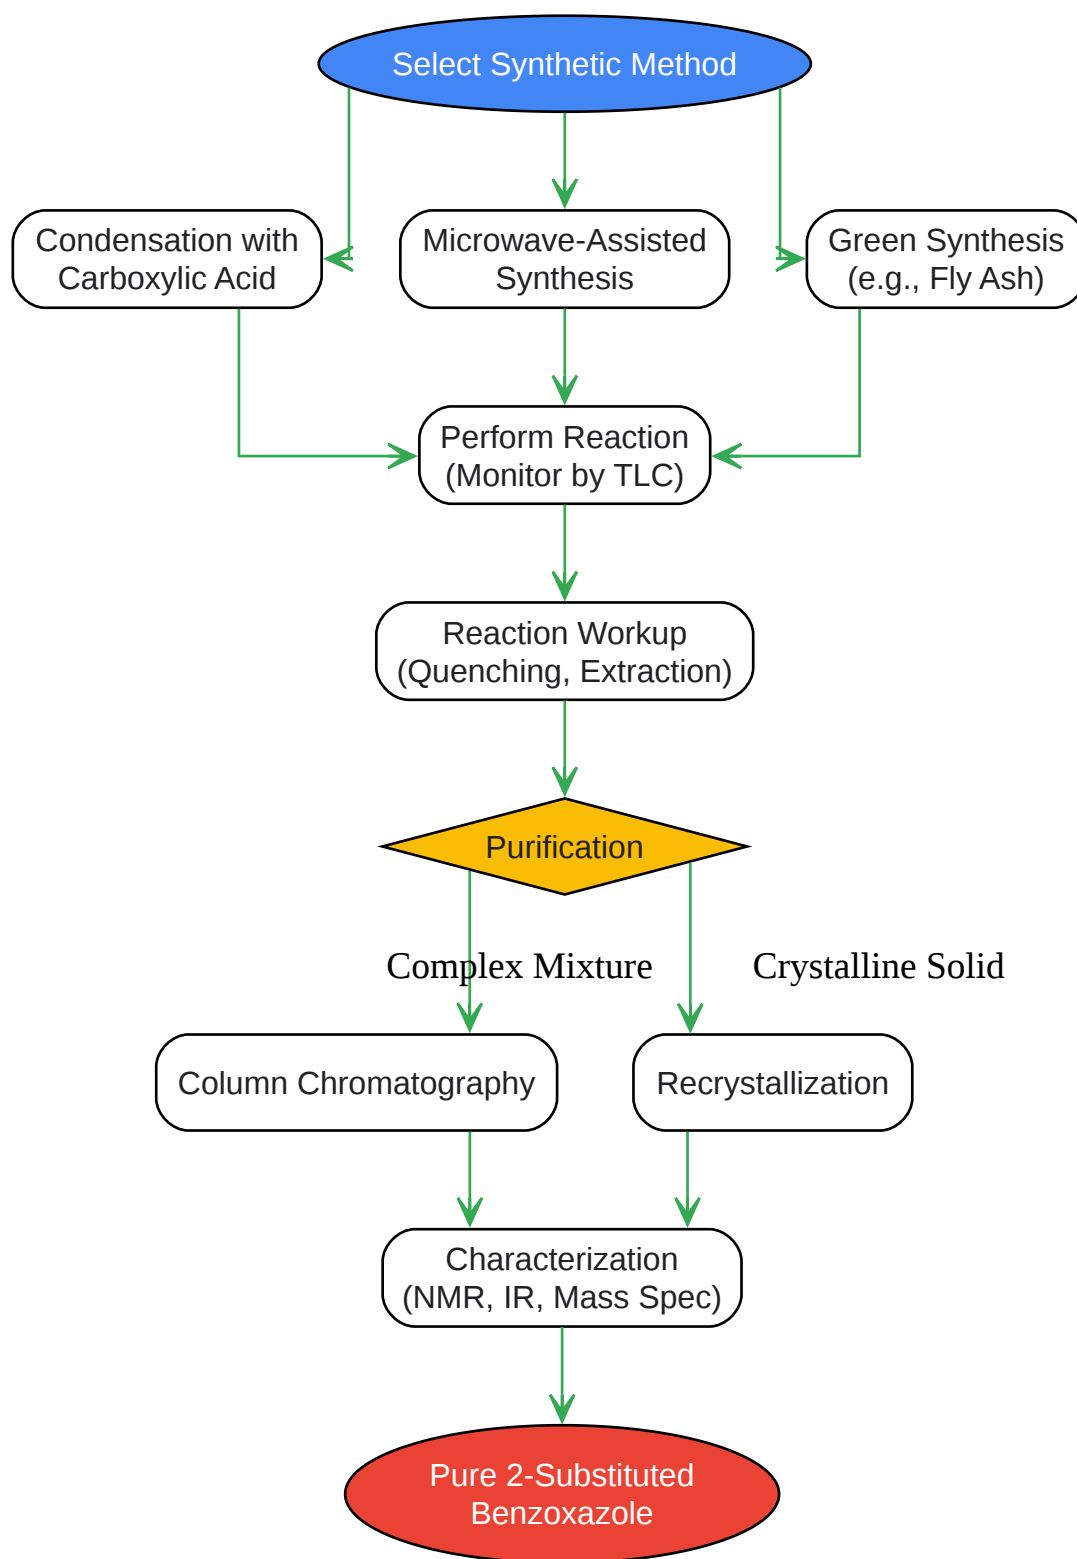 Select Synthetic Method
Condensation with
Carboxylic Acid
Microwave-Assisted
Synthesis
Green Synthesis
(e.g., Fly Ash)
Perform Reaction
(Monitor by TLC)
Reaction Workup
(Quenching, Extraction)
Purification
Complex Mixture
Crystalline Solid
Column Chromatography
Recrystallization
Characterization
(NMR, IR, Mass Spec)
Pure 2-Substituted
Benzoxazole